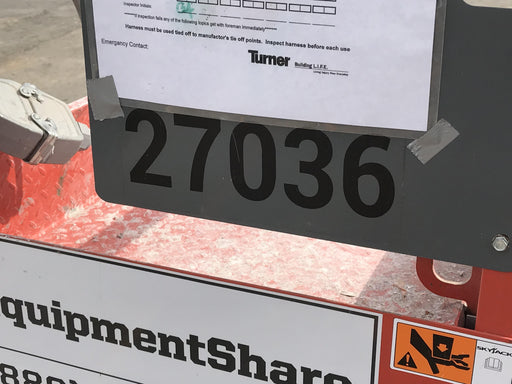 Inspector Initials:
**If inspection fails any of the following topics get with foreman immediately**
Harness must be used tied off to manufactor's tie off points. Inspect harness before each use
Emergency Contact:
Turner Building L.I.F.E.
27036
quipmentShare
SKYJACK